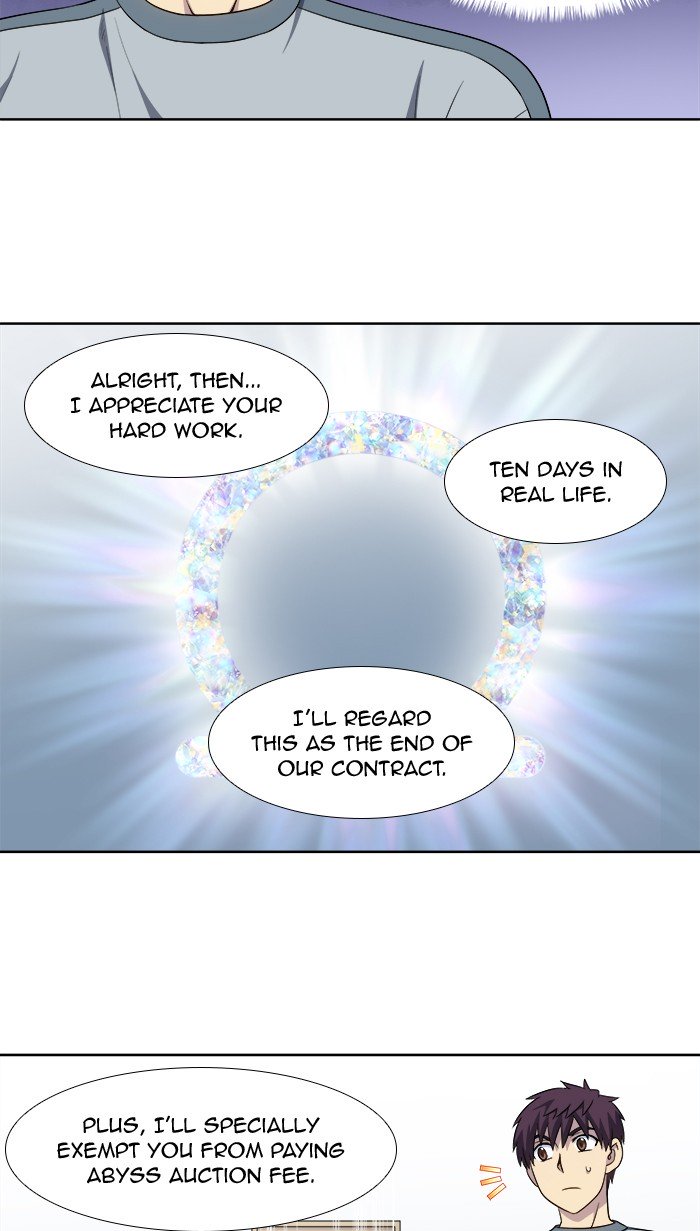 ALRIGHT, THEN...
I APPRECIATE YOUR
HARD WORK.
TEN DAYS IN
REAL LIFE.
I'LL REGARD
THIS AS THE END OF
OUR CONTRACT.
PLUS, I'LL SPECIALLY
EXEMPT YOU FROM PAYING
ABYSS AUCTION FEE.